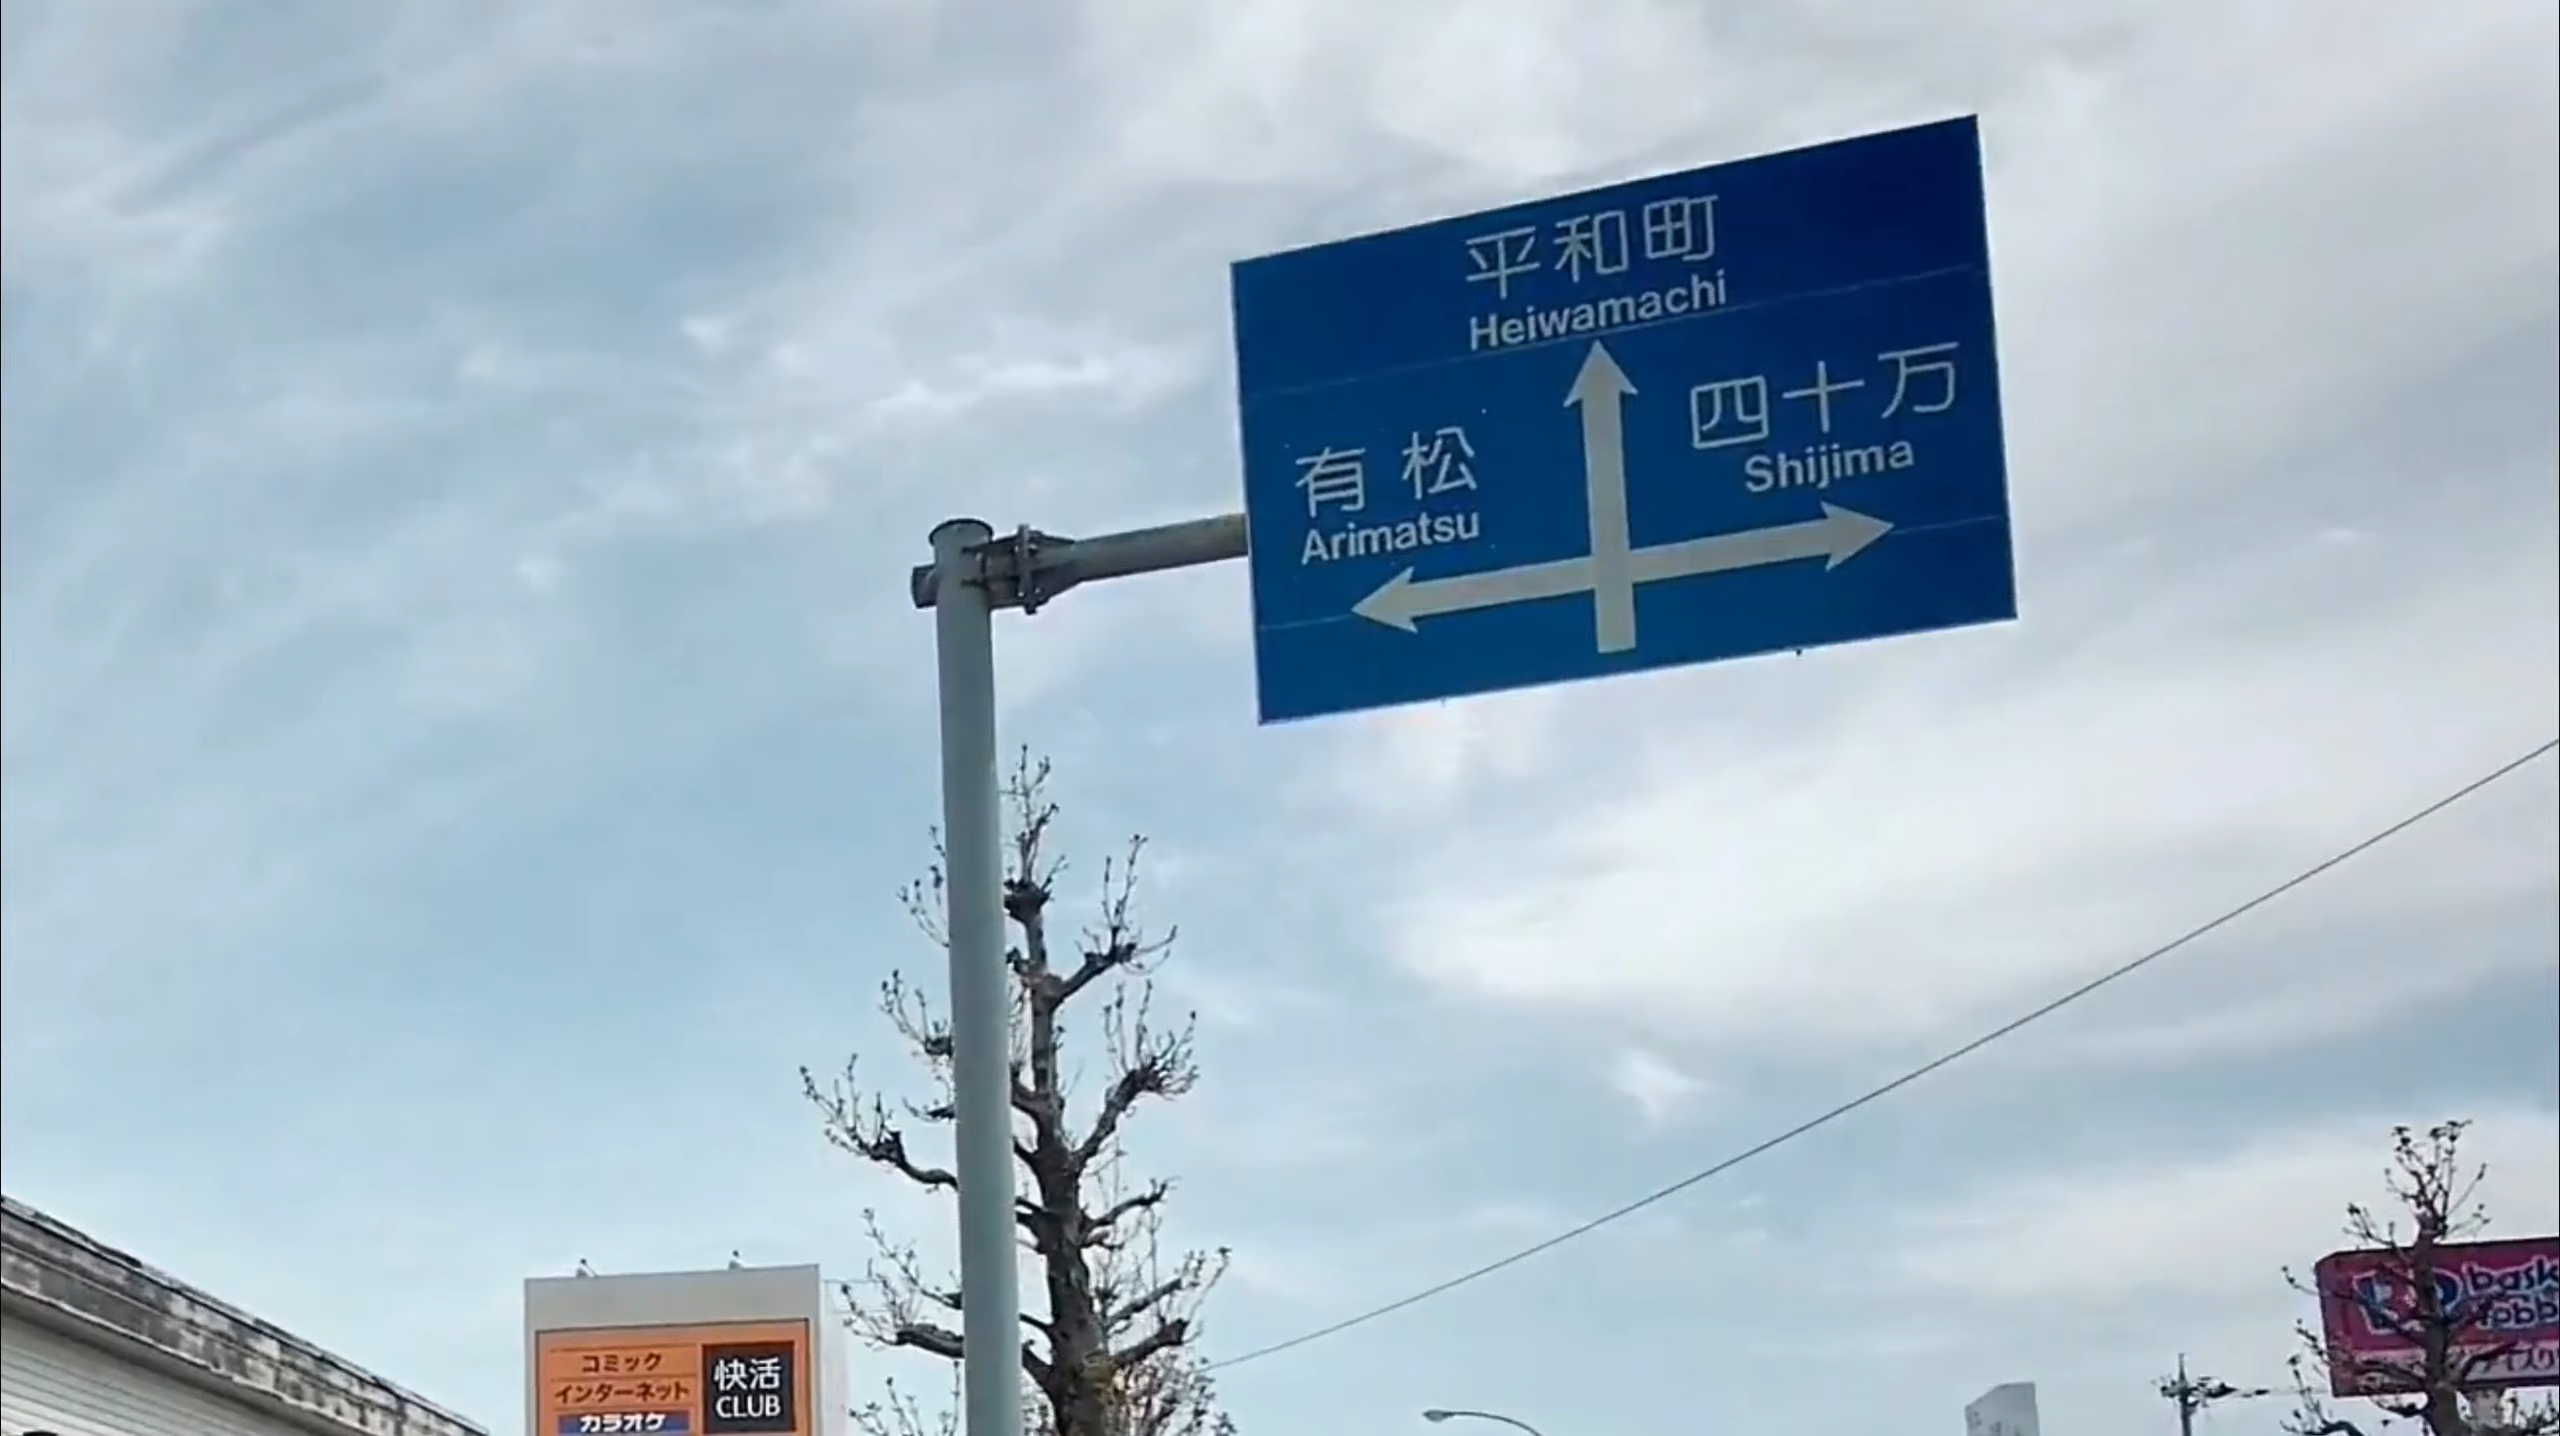 平和町
Heiwamachi
四十万
Shijima
有松
Arimatsu
コミック
インターネット
カラオケ
快活
CLUB